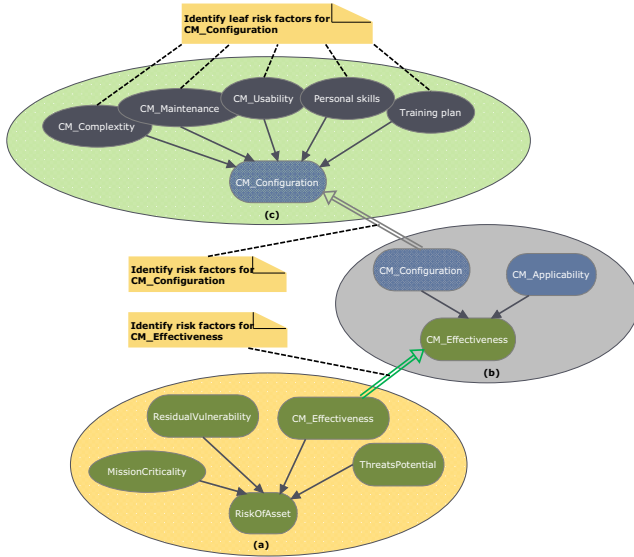 Identify leaf risk factors for
CM_Configuration
CM_Complextity
CM_Maintenance
CM_Usability
Personal skills
Training plan
CM_Configuration
(c)
Identify risk factors for
CM_Configuration
CM_Configuration
CM_Applicability
Identify risk factors for
CM_Effectiveness
CM_Effectiveness
(b)
ResidualVulnerability
CM_Effectiveness
MissionCriticality
ThreatsPotential
RiskOfAsset
(a)